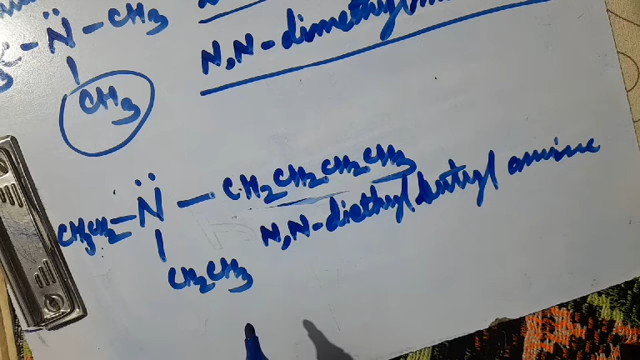 N̈ — CH3
N,N-dimethyl
CH3
CH3CH2 — N̈ — CH2CH2CH2CH3
N,N-diethyl butyl amine
CH2CH3